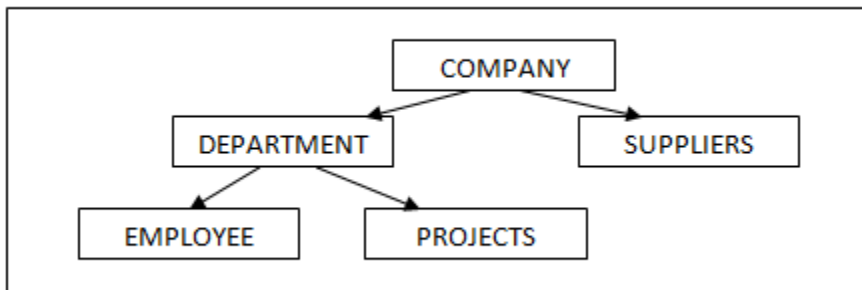 COMPANY
DEPARTMENT
SUPPLIERS
EMPLOYEE
PROJECTS